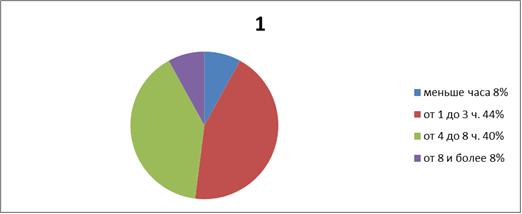 1
меньше часа 8%
от 1 до 3 ч. 44%
от 4 до 8 ч. 40%
от 8 и более 8%